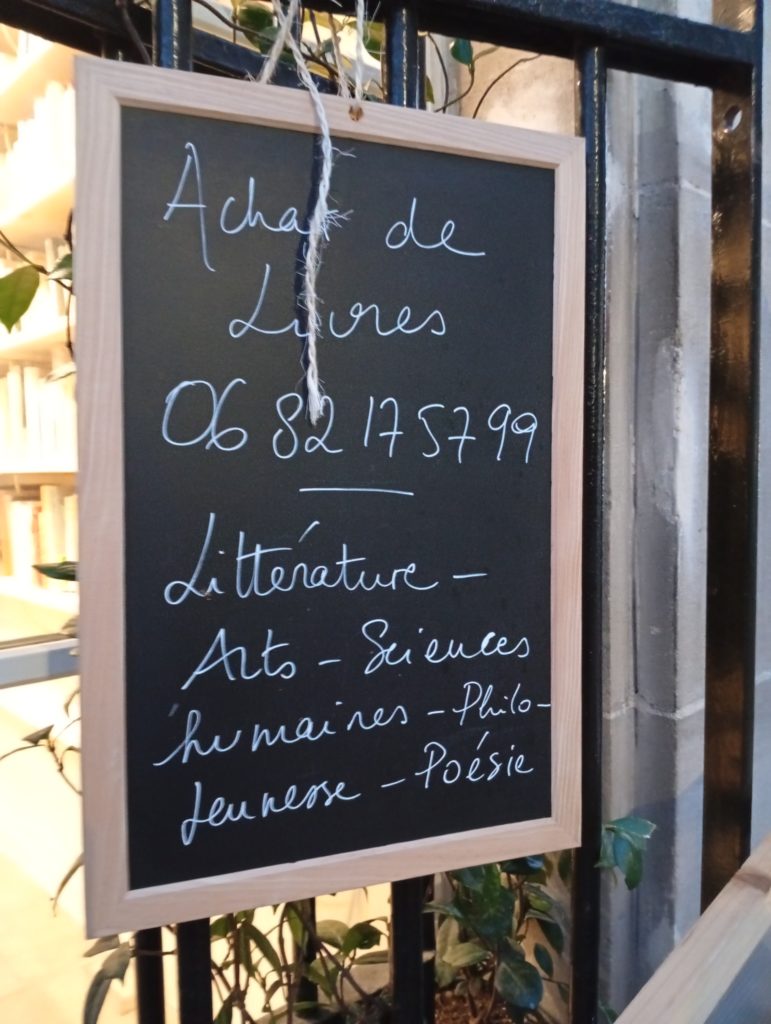 Achat de
Livres
06 82 17 57 99
Littérature -
Arts - Sciences
humaines - Philo -
Jeunesse - Poésie